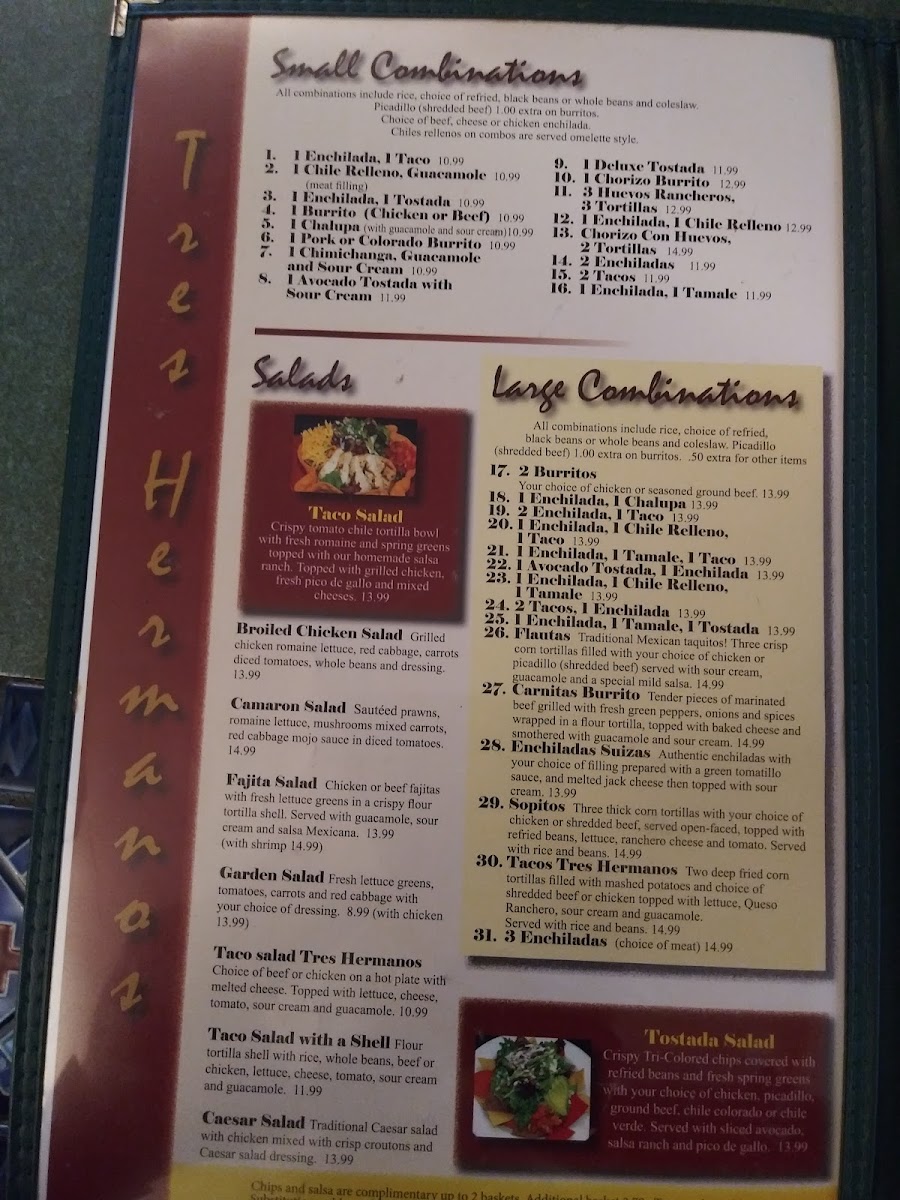 Tres Hermanos
Small Combinations
All combinations include rice, choice of refried, black beans or whole beans and coleslaw.
Picadillo (shredded beef) 1.00 extra on burritos.
Choice of beef, cheese or chicken enchilada.
Chiles rellenos on combos are served omelette style.
1. 1 Enchilada, 1 Taco 10.99
2. 1 Chile Relleno, Guacamole 10.99
(meat filling)
3. 1 Enchilada, 1 Tostada 10.99
4. 1 Burrito (Chicken or Beef) 10.99
5. 1 Chalupa (with guacamole and sour cream)10.99
6. 1 Pork or Colorado Burrito 10.99
7. 1 Chimichanga, Guacamole
and Sour Cream 10.99
8. 1 Avocado Tostada with
Sour Cream 11.99
9. 1 Deluxe Tostada 11.99
10. 1 Chorizo Burrito 12.99
11. 3 Huevos Rancheros,
3 Tortillas 12.99
12. 1 Enchilada, 1 Chile Relleno 12.99
13. Chorizo Con Huevos,
2 Tortillas 14.99
14. 2 Enchiladas 11.99
15. 2 Tacos 11.99
16. 1 Enchilada, 1 Tamale 11.99
Salads
Taco Salad
Crispy tomato chile tortilla bowl
with fresh romaine and spring greens
topped with our homemade salsa
ranch. Topped with grilled chicken,
fresh pico de gallo and mixed
cheeses. 13.99
Broiled Chicken Salad Grilled
chicken romaine lettuce, red cabbage, carrots
diced tomatoes, whole beans and dressing.
13.99
Camaron Salad Sautéed prawns,
romaine lettuce, mushrooms mixed carrots,
red cabbage mojo sauce in diced tomatoes.
14.99
Fajita Salad Chicken or beef fajitas
with fresh lettuce greens in a crispy flour
tortilla shell. Served with guacamole, sour
cream and salsa Mexicana. 13.99
(with shrimp 14.99)
Garden Salad Fresh lettuce greens,
tomatoes, carrots and red cabbage with
your choice of dressing. 8.99 (with chicken
13.99)
Taco salad Tres Hermanos
Choice of beef or chicken on a hot plate with
melted cheese. Topped with lettuce, cheese,
tomato, sour cream and guacamole. 10.99
Taco Salad with a Shell Flour
tortilla shell with rice, whole beans, beef or
chicken, lettuce, cheese, tomato, sour cream
and guacamole. 11.99
Caesar Salad Traditional Caesar salad
with chicken mixed with crisp croutons and
Caesar salad dressing. 13.99
Large Combinations
All combinations include rice, choice of refried,
black beans or whole beans and coleslaw. Picadillo
(shredded beef) 1.00 extra on burritos. .50 extra for other items
17. 2 Burritos
Your choice of chicken or seasoned ground beef. 13.99
18. 1 Enchilada, 1 Chalupa 13.99
19. 2 Enchilada, 1 Taco 13.99
20. 1 Enchilada, 1 Chile Relleno,
1 Taco 13.99
21. 1 Enchilada, 1 Tamale, 1 Taco 13.99
22. 1 Avocado Tostada, 1 Enchilada 13.99
23. 1 Enchilada, 1 Chile Relleno,
1 Tamale 13.99
24. 2 Tacos, 1 Enchilada 13.99
25. 1 Enchilada, 1 Tamale, 1 Tostada 13.99
26. Flautas Traditional Mexican taquitos! Three crisp
corn tortillas filled with your choice of chicken or
picadillo (shredded beef) served with sour cream,
guacamole and a special mild salsa. 14.99
27. Carnitas Burrito Tender pieces of marinated
beef grilled with fresh green peppers, onions and spices
wrapped in a flour tortilla, topped with baked cheese and
smothered with guacamole and sour cream. 14.99
28. Enchiladas Suizas Authentic enchiladas with
your choice of filling prepared with a green tomatillo
sauce, and melted jack cheese then topped with sour
cream. 13.99
29. Sopitos Three thick corn tortillas with your choice of
chicken or shredded beef, served open-faced, topped with
refried beans, lettuce, ranchero cheese and tomato. Served
with rice and beans. 14.99
30. Tacos Tres Hermanos Two deep fried corn
tortillas filled with mashed potatoes and choice of
shredded beef or chicken topped with lettuce, Queso
Ranchero, sour cream and guacamole.
Served with rice and beans. 14.99
31. 3 Enchiladas (choice of meat) 14.99
Tostada Salad
Crispy Tri-Colored chips covered with
refried beans and fresh spring greens
with your choice of chicken, picadillo,
ground beef, chile colorado or chile
verde. Served with sliced avocado,
salsa ranch and pico de gallo. 13.99
Chips and salsa are complimentary up to 2 baskets. Additional basket